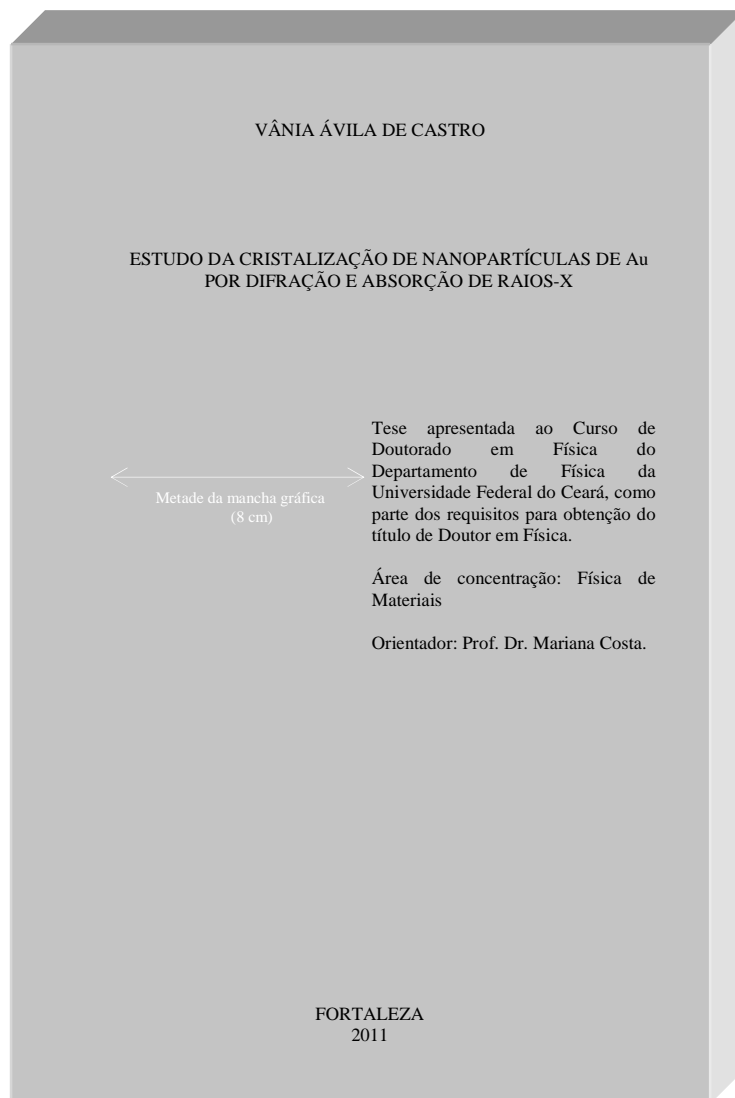 VÂNIA ÁVILA DE CASTRO
ESTUDO DA CRISTALIZAÇÃO DE NANOPARTÍCULAS DE Au
POR DIFRAÇÃO E ABSORÇÃO DE RAIOS-X
Tese apresentada ao Curso de
Doutorado em Física do
Departamento de Física da
Universidade Federal do Ceará, como
parte dos requisitos para obtenção do
título de Doutor em Física.
Metade da mancha gráfica
(8 cm)
Área de concentração: Física de
Materiais
Orientador: Prof. Dr. Mariana Costa.
FORTALEZA
2011